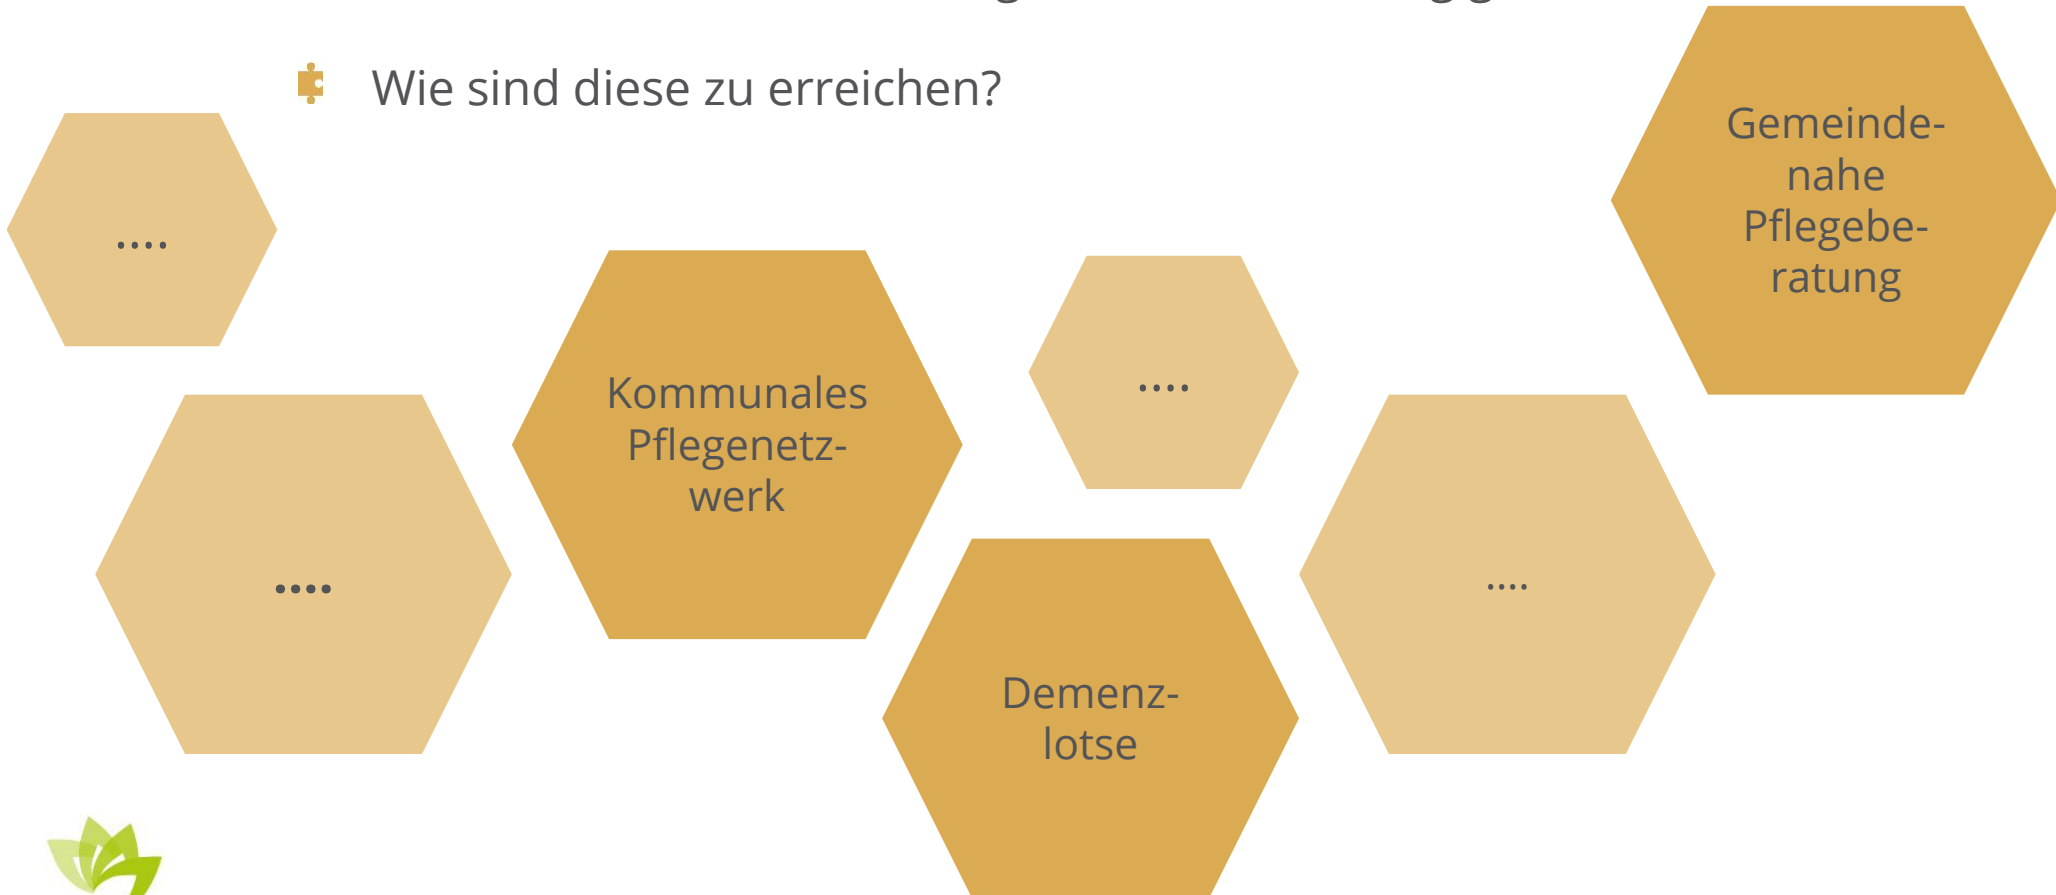 Wie sind diese zu erreichen?
Gemeinde-
nahe
Pflegebe-
ratung
....
Kommunales
Pflegenetz-
werk
....
....
....
Demenz-
lotse